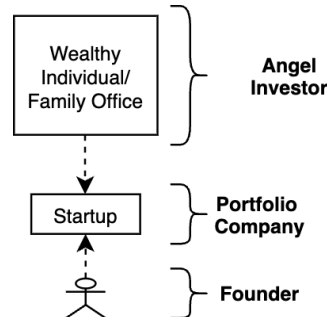 Wealthy
Individual/
Family Office
Angel
Investor
Startup
Portfolio
Company
Founder